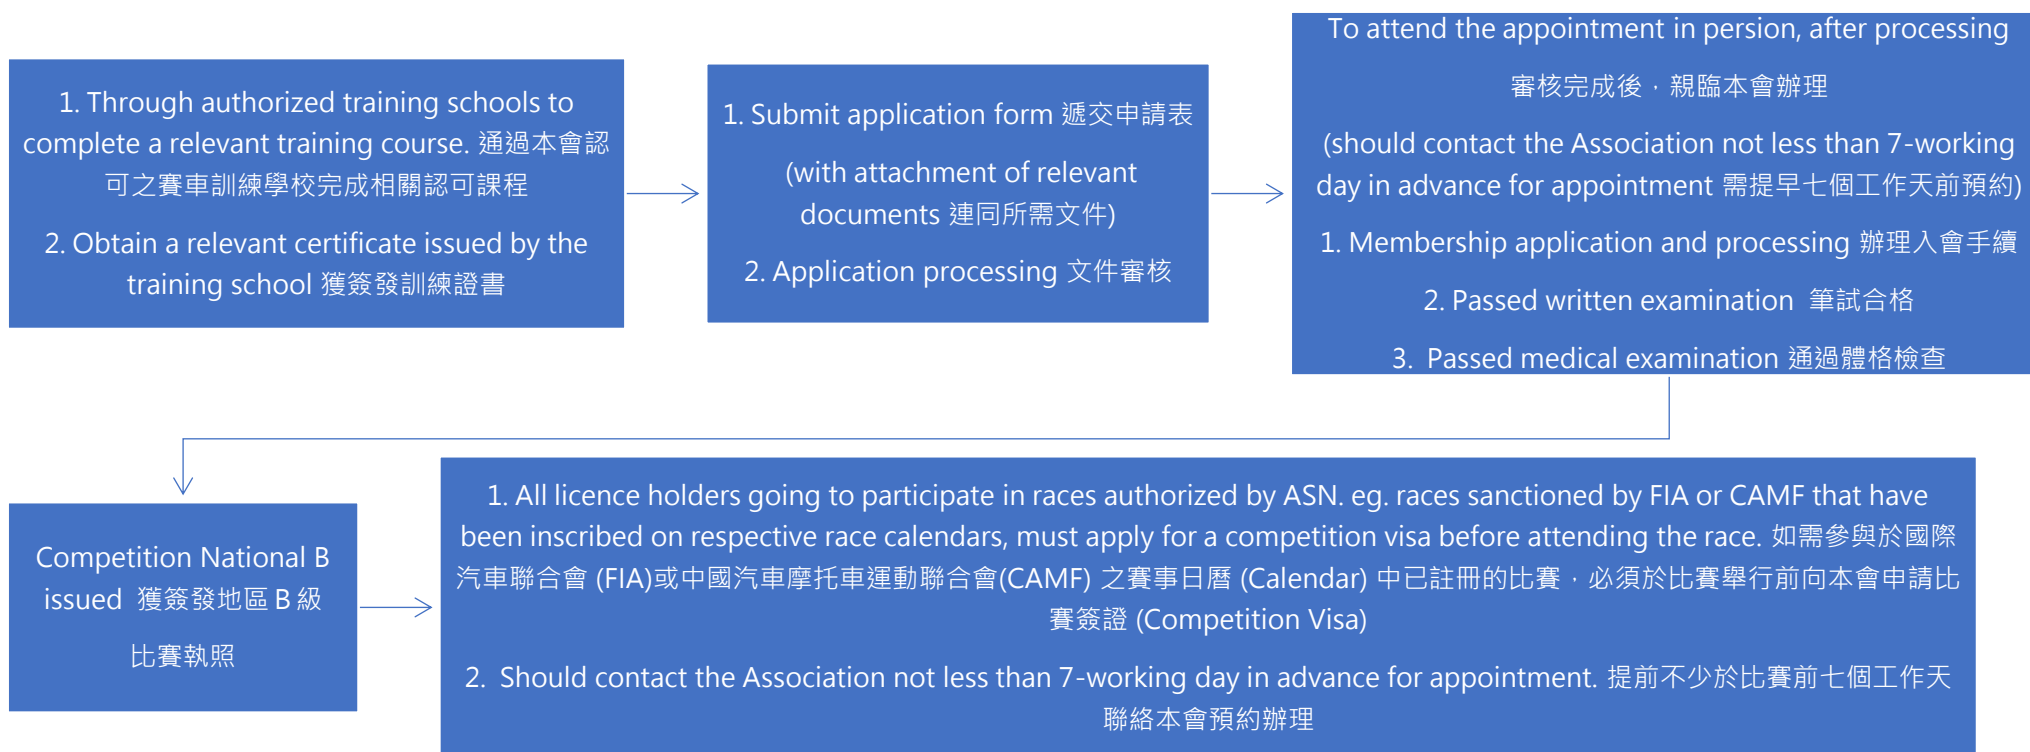 1. Through authorized training schools to
complete a relevant training course. 通過本會認
可之賽車訓練學校完成相關認可課程
2. Obtain a relevant certificate issued by the
training school 獲簽發訓練證書
1. Submit application form 遞交申請表
(with attachment of relevant
documents 連同所需文件)
2. Application processing 文件審核
To attend the appointment in persion, after processing
審核完成後，親臨本會辦理
(should contact the Association not less than 7-working
day in advance for appointment 需提早七個工作天前預約)
1. Membership application and processing 辦理入會手續
2. Passed written examination 筆試合格
3. Passed medical examination 通過體格檢查
Competition National B
issued 獲簽發地區 B 級
比賽執照
1. All licence holders going to participate in races authorized by ASN. eg. races sanctioned by FIA or CAMF that have
been inscribed on respective race calendars, must apply for a competition visa before attending the race. 如需參與於國際
汽車聯合會 (FIA)或中國汽車摩托車運動聯合會(CAMF) 之賽事日曆 (Calendar) 中已註冊的比賽，必須於比賽舉行前向本會申請比
賽簽證 (Competition Visa)
2. Should contact the Association not less than 7-working day in advance for appointment. 提前不少於比賽前七個工作天
聯絡本會預約辦理